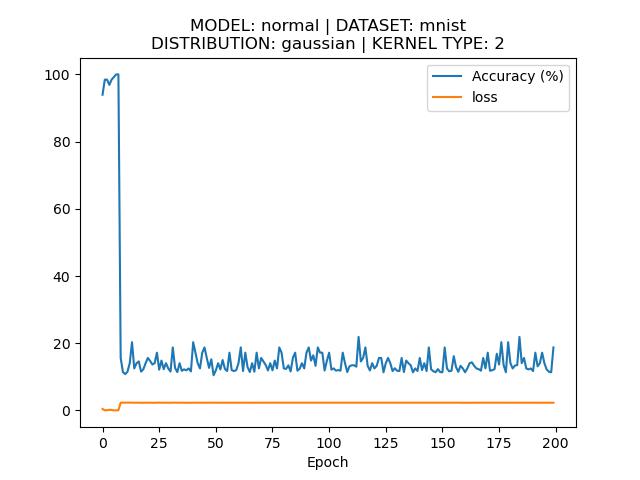 MODEL: normal | DATASET: mnist
DISTRIBUTION: gaussian | KERNEL TYPE: 2
Accuracy (%)
loss
100
80
60
40
20
0
0 25 50 75 100 125 150 175 200
Epoch